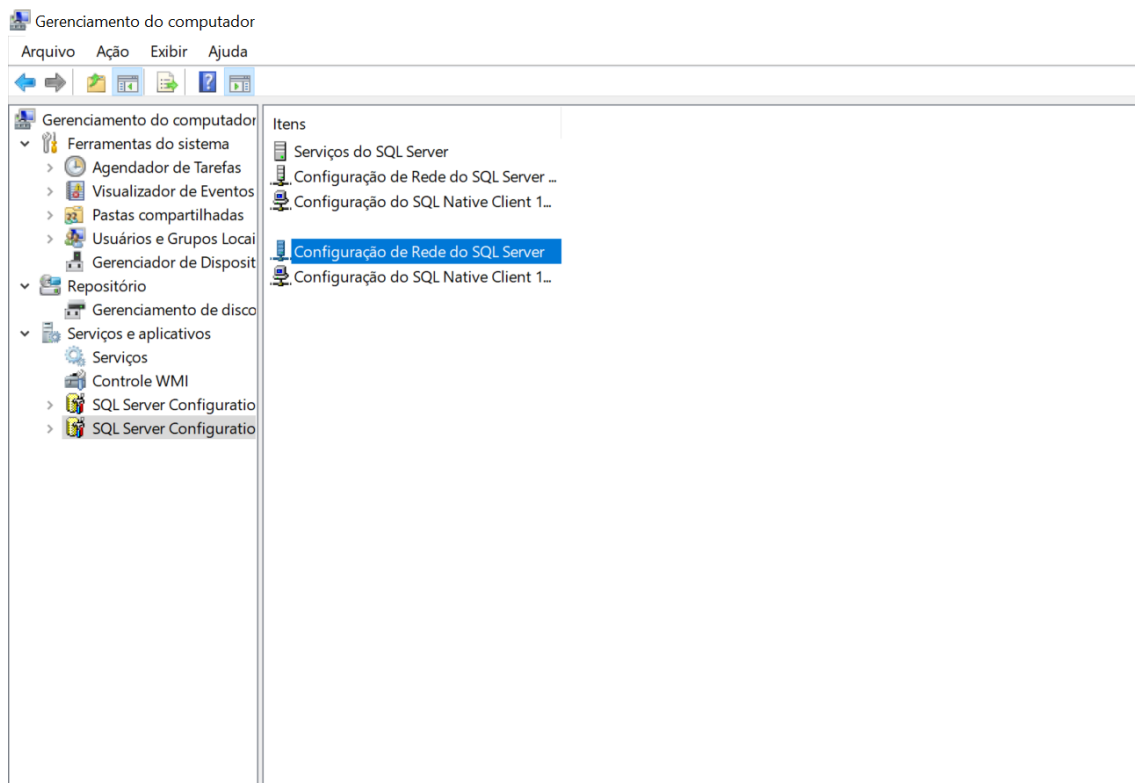 Gerenciamento do computador
Arquivo Ação Exibir Ajuda
Gerenciamento do computador
Ferramentas do sistema
Agendador de Tarefas
Visualizador de Eventos
Pastas compartilhadas
Usuários e Grupos Locai
Gerenciador de Disposit
Repositório
Gerenciamento de disco
Serviços e aplicativos
Serviços
Controle WMI
SQL Server Configuratio
SQL Server Configuratio
Itens
Serviços do SQL Server
Configuração de Rede do SQL Server ...
Configuração do SQL Native Client 1...
Configuração de Rede do SQL Server
Configuração do SQL Native Client 1...